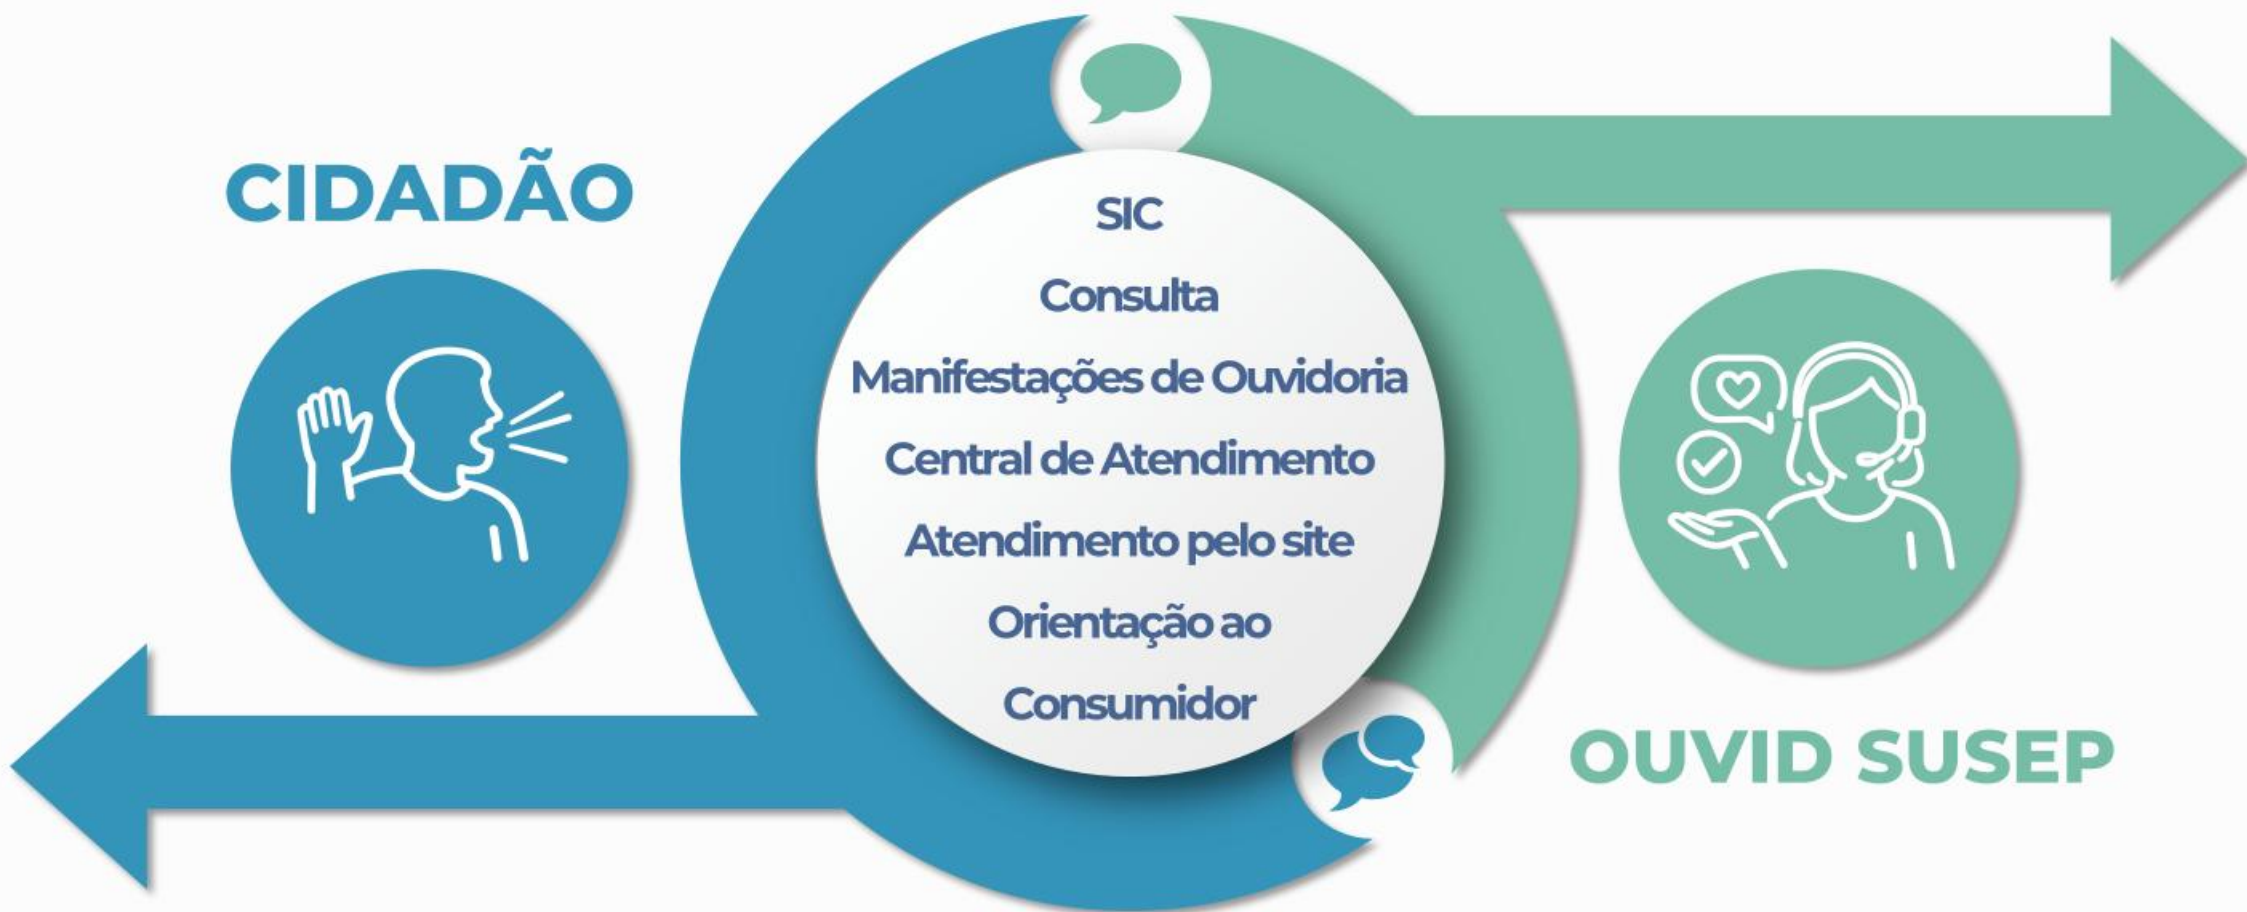 CIDADÃO
SIC
Consulta
Manifestações de Ouvidoria
Central de Atendimento
Atendimento pelo site
Orientação ao
Consumidor
OUVID SUSEP